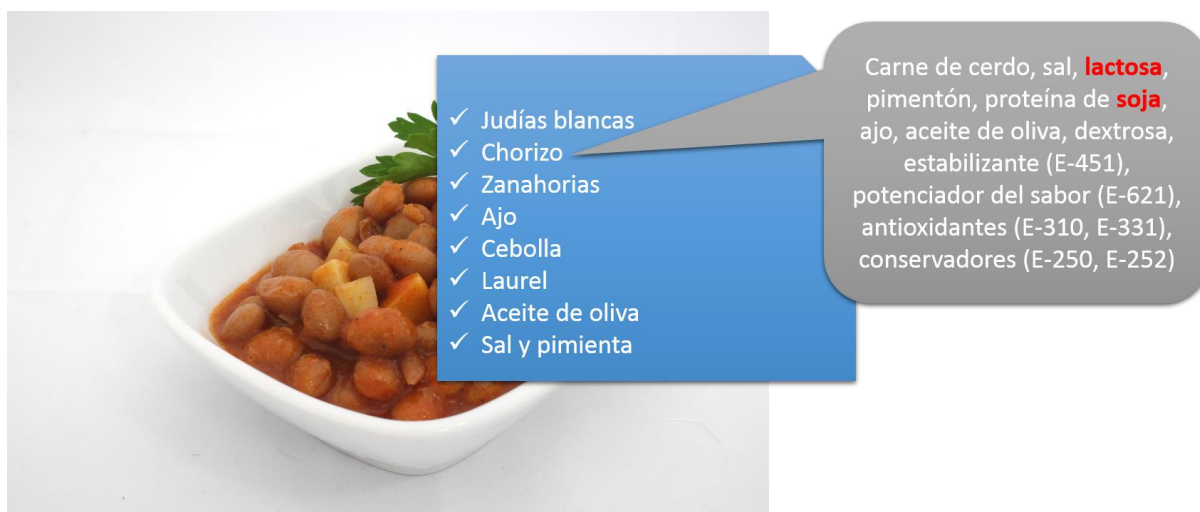 ✓ Judías blancas
✓ Chorizo
✓ Zanahorias
✓ Ajo
✓ Cebolla
✓ Laurel
✓ Aceite de oliva
✓ Sal y pimienta
Carne de cerdo, sal, lactosa,
pimentón, proteína de soja,
ajo, aceite de oliva, dextrosa,
estabilizante (E-451),
potenciador del sabor (E-621),
antioxidantes (E-310, E-331),
conservadores (E-250, E-252)